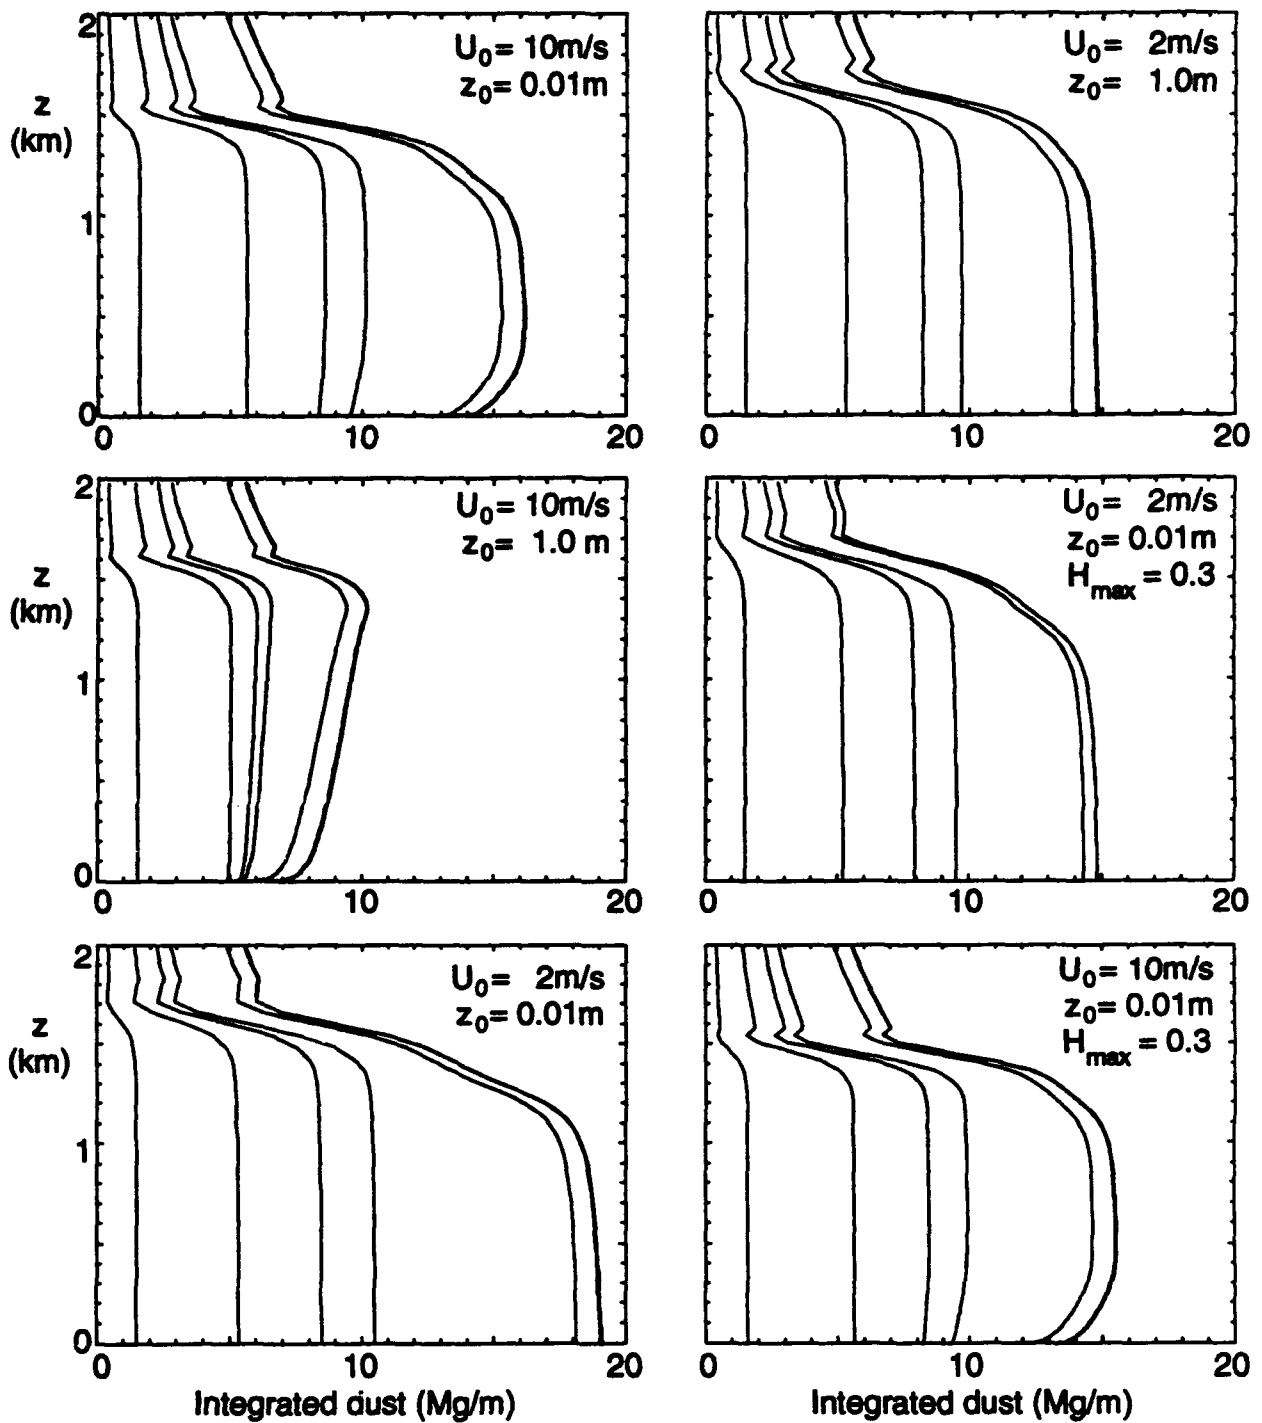 2
z
(km)
1
0
0 10 20
U0= 10m/s
z0= 0.01m
0 10 20
U0= 2m/s
z0= 1.0m
2
z
(km)
1
0
0 10 20
U0= 10m/s
z0= 1.0 m
0 10 20
U0= 2m/s
z0= 0.01m
Hmax = 0.3
2
z
(km)
1
0
0 10 20
Integrated dust (Mg/m)
U0= 2m/s
z0= 0.01m
0 10 20
Integrated dust (Mg/m)
U0= 10m/s
z0= 0.01m
Hmax = 0.3